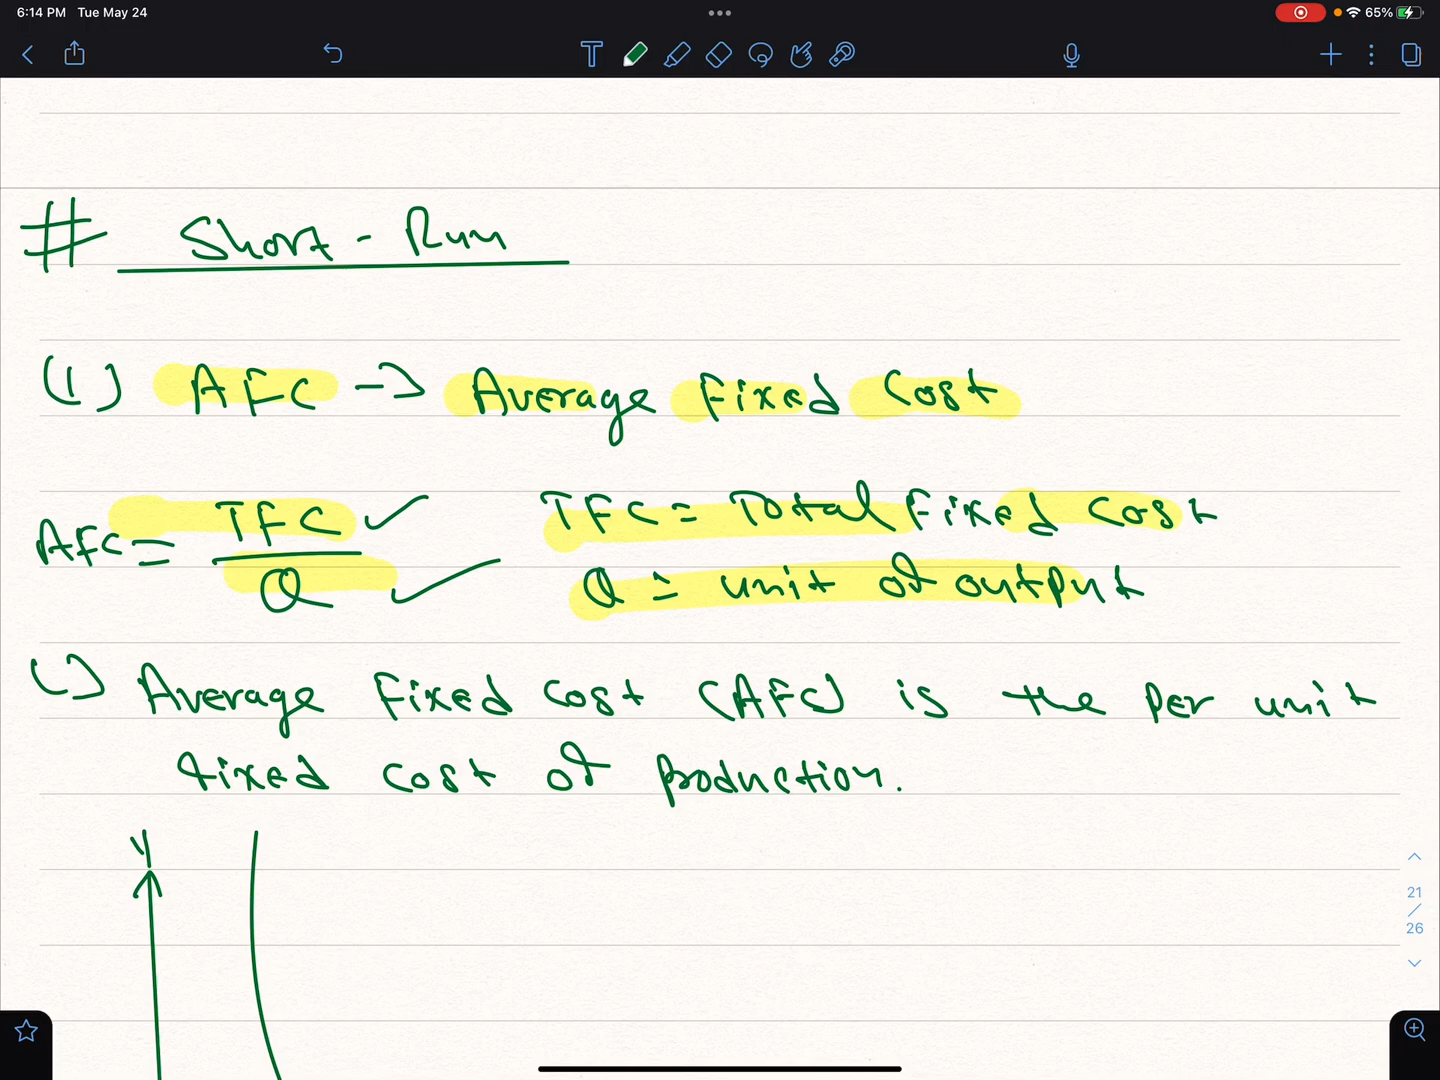 6:14 PM Tue May 24
65%
# Short - Run
(1) AFC -> Average Fixed Cost
AFC = TFC / Q
TFC = Total Fixed Cost
Q = unit of output
Average Fixed Cost (AFC) is the Per unit
fixed cost of production.
Y
21
/
26